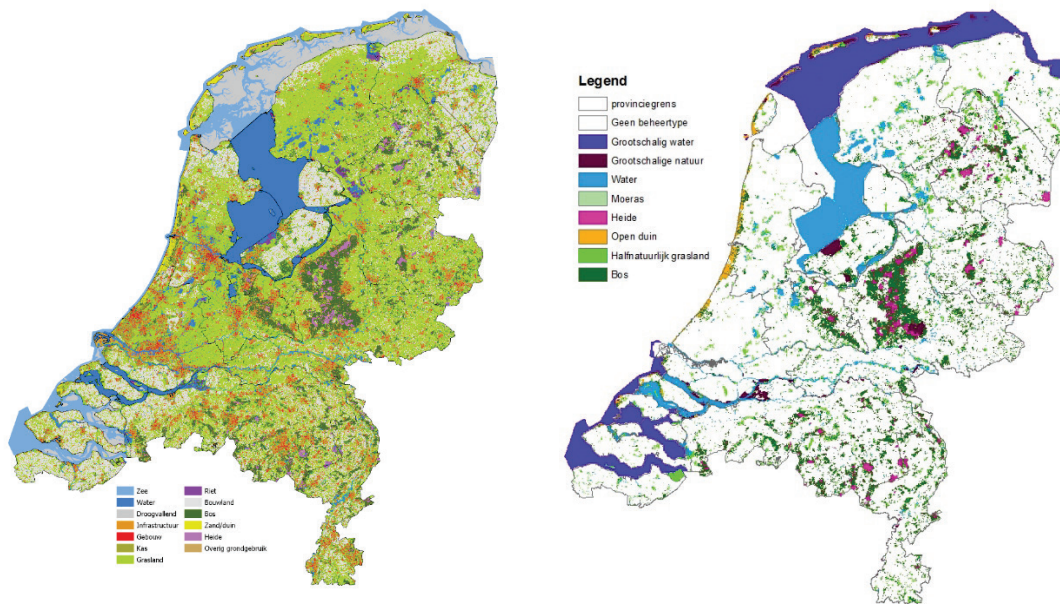 Zee
Water
Droogvallend
Infrastructuur
Gebouw
Kas
Grasland
Riet
Bouwland
Bos
Zand/duin
Heide
Overig grondgebruik
Legend
provinciegrens
Geen beheertype
Grootschalig water
Grootschalige natuur
Water
Moeras
Heide
Open duin
Halfnatuurlijk grasland
Bos